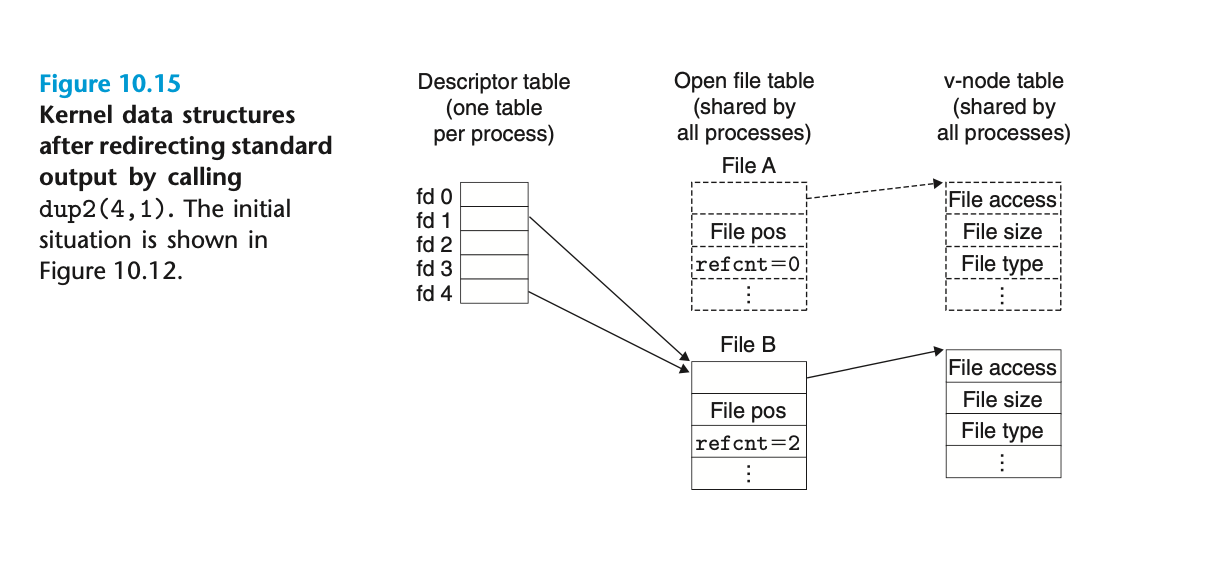 Figure 10.15
Kernel data structures
after redirecting standard
output by calling
dup2(4,1). The initial
situation is shown in
Figure 10.12.
Descriptor table
(one table
per process)
Open file table
(shared by
all processes)
v-node table
(shared by
all processes)
fd 0
fd 1
fd 2
fd 3
fd 4
File A
File pos
refcnt=0
⋮
File access
File size
File type
⋮
File B
File pos
refcnt=2
⋮
File access
File size
File type
⋮